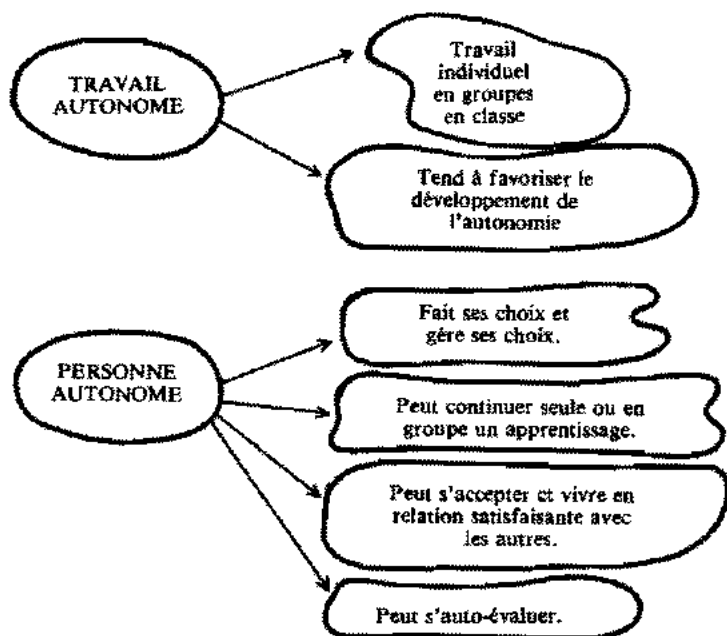 TRAVAIL
AUTONOME
Travail
individuel
en groupes
en classe
Tend à favoriser le
développement de
l'autonomie
PERSONNE
AUTONOME
Fait ses choix et
gère ses choix.
Peut continuer seule ou en
groupe un apprentissage.
Peut s'accepter et vivre en
relation satisfaisante avec
les autres.
Peut s'auto-évaluer.